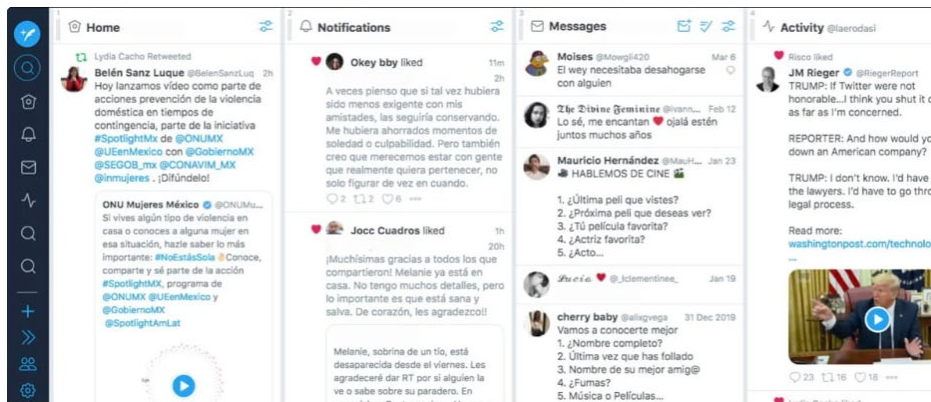 1
Home
Lydia Cacho Retweeted
Belén Sanz Luque @BelenSanzLuq 2h
Hoy lanzamos vídeo como parte de
acciones prevención de la violencia
doméstica en tiempos de
contingencia, parte de la iniciativa
#SpotlightMx de @ONUMX
@UEenMexico con @GobiernoMX
@SEGOB_mx @CONAVIM_MX
@inmujeres . ¡Difúndelo!
ONU Mujeres México @ONUMu...
Si vives algún tipo de violencia en
casa o conoces a alguna mujer en
esa situación, hazle saber lo más
importante: #NoEstásSola Conoce,
comparte y sé parte de la acción
#SpotlightMX, programa de
@ONUMX @UEenMexico y
@GobiernoMX
@SpotlightAmLat
2
Notifications
Okey bby liked 11m
2h
A veces pienso que si tal vez hubiera
sido menos exigente con mis
amistades, las seguiría conservando.
Me hubiera ahorrados momentos de
soledad o culpabilidad. Pero también
creo que merecemos estar con gente
que realmente quiera pertenecer, no
solo figurar de vez en cuando.
2 2 6
Jocc Cuadros liked 1h
20h
¡Muchísimas gracias a todos los que
compartieron! Melanie ya está en
casa. No tengo muchos detalles, pero
lo importante es que está sana y
salva. De corazón, les agradezco!!
Melanie, sobrina de un tío, está
desaparecida desde el viernes. Les
agradeceré dar RT por si alguien la
ve o sabe sobre su paradero. En
3
Messages
Moises @Mowgli420 Mar 6
El wey necesitaba desahogarse
con alguien
The Divine Feminine @ivann... Feb 12
Lo sé, me encantan ❤️ ojalá estén
juntos muchos años
Mauricio Hernández @MauH... Jan 23
HABLEMOS DE CINE
1. ¿Última peli que vistes?
2. ¿Próxima peli que deseas ver?
3. ¿Tú película favorita?
4. ¿Actriz favorita?
5. ¿Acto...
Lucía ❤️ @_lclementinee_ Jan 19
cherry baby @alixgvega 31 Dec 2019
Vamos a conocerte mejor
1. ¿Nombre completo?
2. Última vez que has follado
3. Nombre de su mejor amig@
4. ¿Fumas?
5. Música o Películas...
4
Activity @laerodasi
Risco liked
JM Rieger @RiegerReport
TRUMP: If Twitter were not
honorable...I think you shut it d
as far as I'm concerned.
REPORTER: And how would yo
down an American company?
TRUMP: I don't know. I'd have
the lawyers. I'd have to go thro
legal process.
Read more:
washingtonpost.com/technolo
...
23 16 18